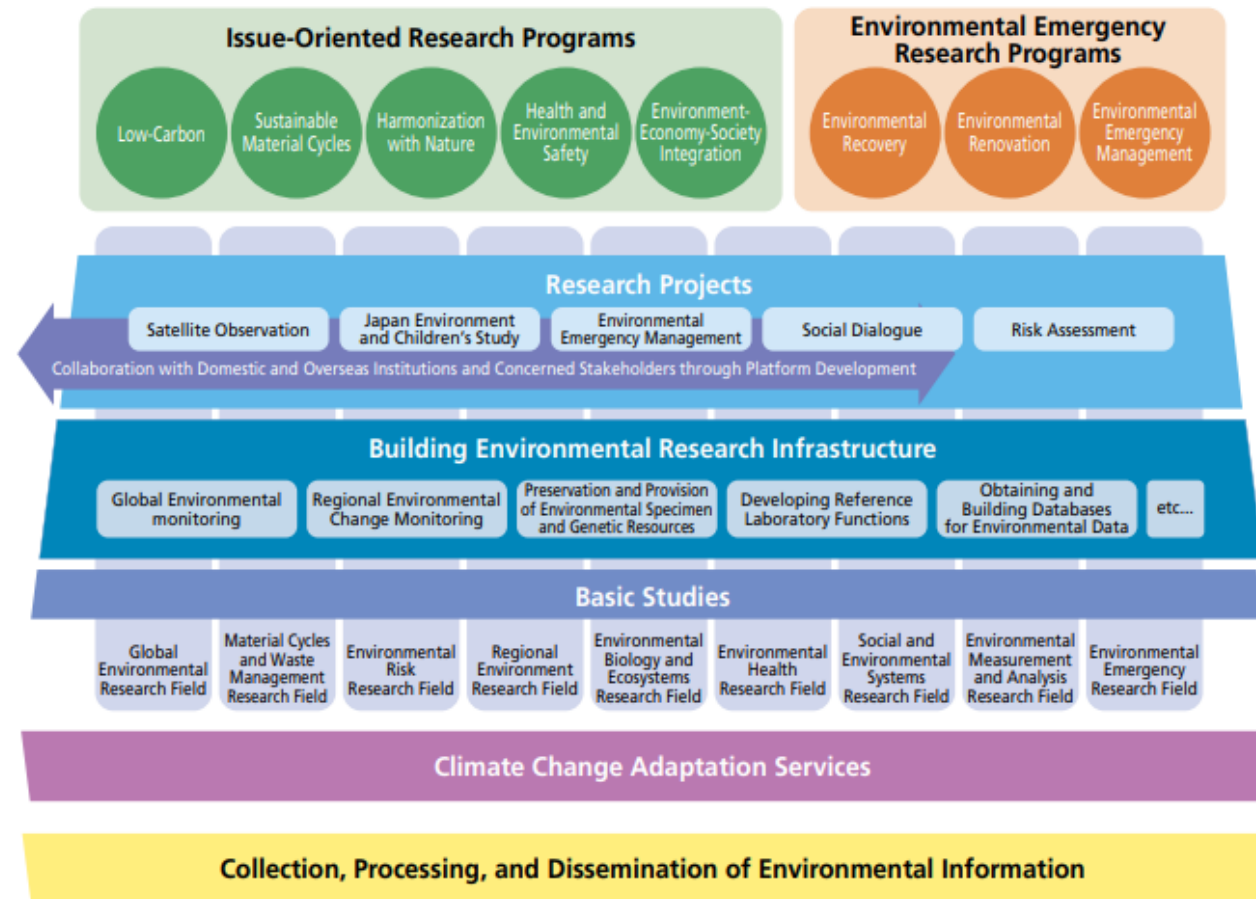 Issue-Oriented Research Programs
Low-Carbon
Sustainable
Material Cycles
Harmonization
with Nature
Health and
Environmental
Safety
Environment-
Economy-Society
Integration
Environmental Emergency
Research Programs
Environmental
Recovery
Environmental
Renovation
Environmental
Emergency
Management
Research Projects
Satellite Observation
Japan Environment
and Children's Study
Environmental
Emergency Management
Social Dialogue
Risk Assessment
Collaboration with Domestic and Overseas Institutions and Concerned Stakeholders through Platform Development
Building Environmental Research Infrastructure
Global Environmental
monitoring
Regional Environmental
Change Monitoring
Preservation and Provision
of Environmental Specimen
and Genetic Resources
Developing Reference
Laboratory Functions
Obtaining and
Building Databases
for Environmental Data
etc...
Basic Studies
Global
Environmental
Research Field
Material Cycles
and Waste
Management
Research Field
Environmental
Risk
Research Field
Regional
Environment
Research Field
Environmental
Biology and
Ecosystems
Research Field
Environmental
Health
Research Field
Social and
Environmental
Systems
Research Field
Environmental
Measurement
and Analysis
Research Field
Environmental
Emergency
Research Field
Climate Change Adaptation Services
Collection, Processing, and Dissemination of Environmental Information